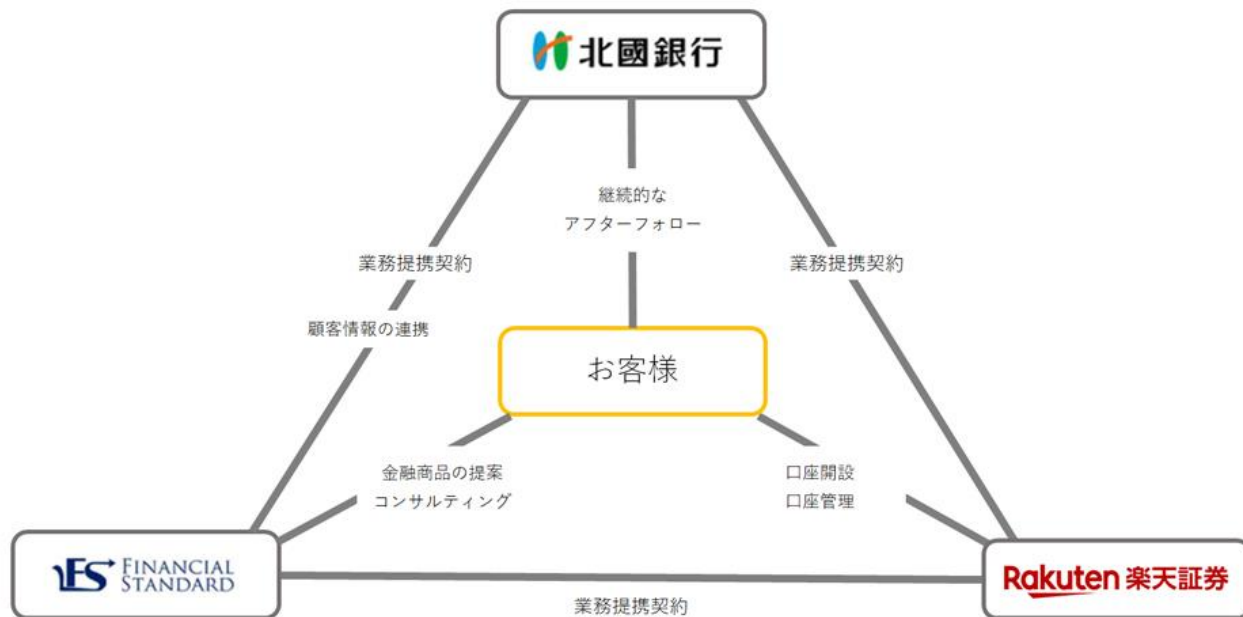 北國銀行
継続的な
アフターフォロー
業務提携契約
業務提携契約
顧客情報の連携
お客様
金融商品の提案
コンサルティング
口座開設
口座管理
FS FINANCIAL
STANDARD
Rakuten 楽天証券
業務提携契約